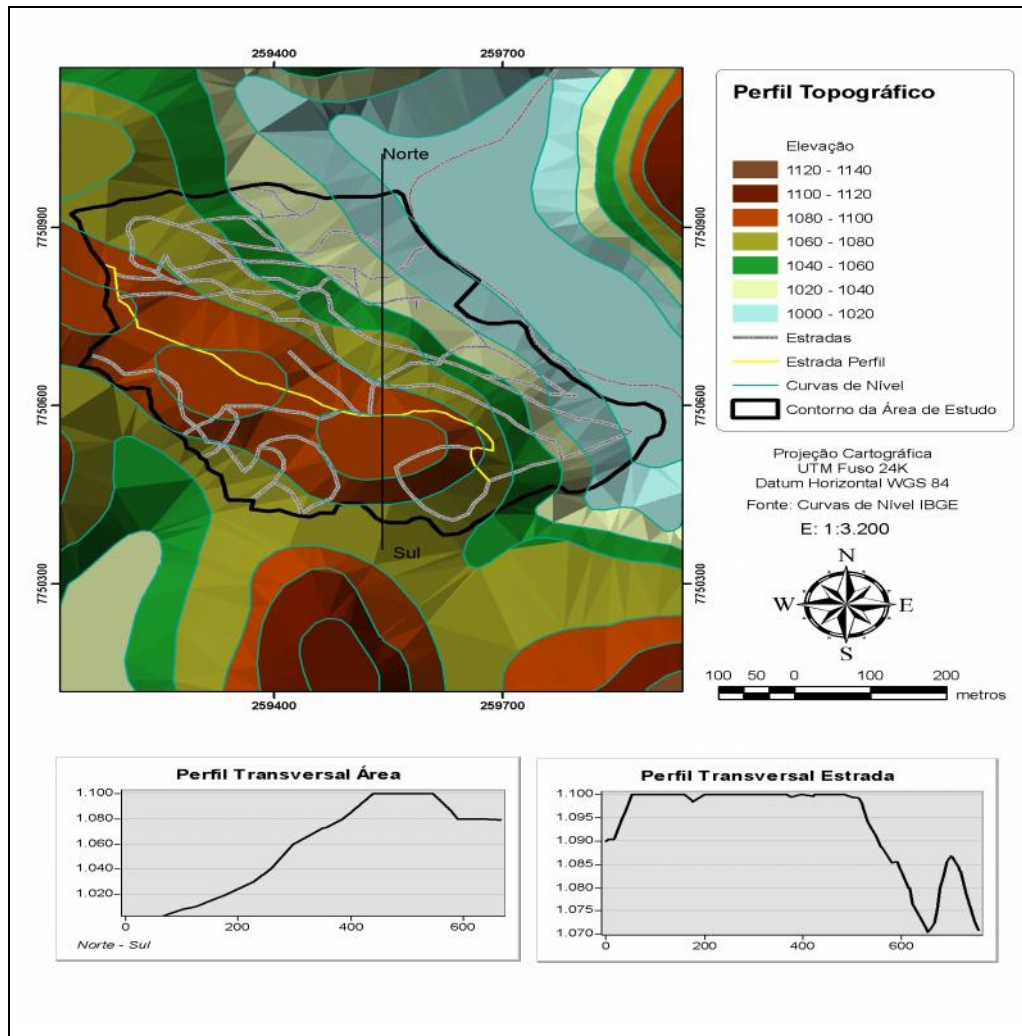 259400
259700
7750900
7750600
7750300
7750900
7750600
7750300
259400
259700
Norte
Sul
Perfil Topográfico
Elevação
1120 - 1140
1100 - 1120
1080 - 1100
1060 - 1080
1040 - 1060
1020 - 1040
1000 - 1020
Estradas
Estrada Perfil
Curvas de Nível
Contorno da Área de Estudo
Projeção Cartográfica
UTM Fuso 24K
Datum Horizontal WGS 84
Fonte: Curvas de Nível IBGE
E: 1:3.200
N
W
E
S
100 50 0 100 200
metros
Perfil Transversal Área
1.100
1.080
1.060
1.040
1.020
0 200 400 600
Norte - Sul
Perfil Transversal Estrada
1.100
1.095
1.090
1.085
1.080
1.075
1.070
0 200 400 600